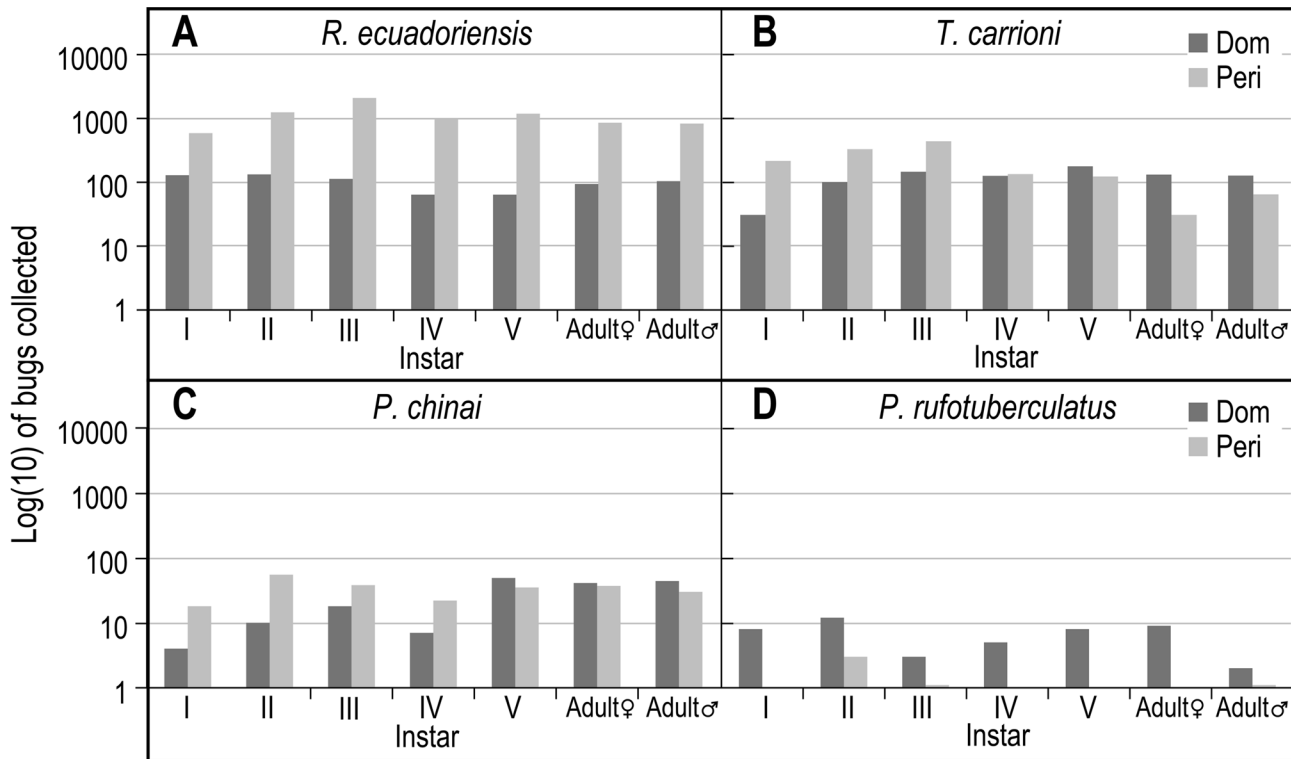 A
R. ecuadoriensis
10000
1000
100
10
1
I II III IV V Adult♀ Adult♂
Instar
B
T. carrioni
Dom
Peri
I II III IV V Adult♀ Adult♂
Instar
C
P. chinai
10000
1000
100
10
1
I II III IV V Adult♀ Adult♂
Instar
D
P. rufotuberculatus
Dom
Peri
I II III IV V Adult♀ Adult♂
Instar
Log(10) of bugs collected